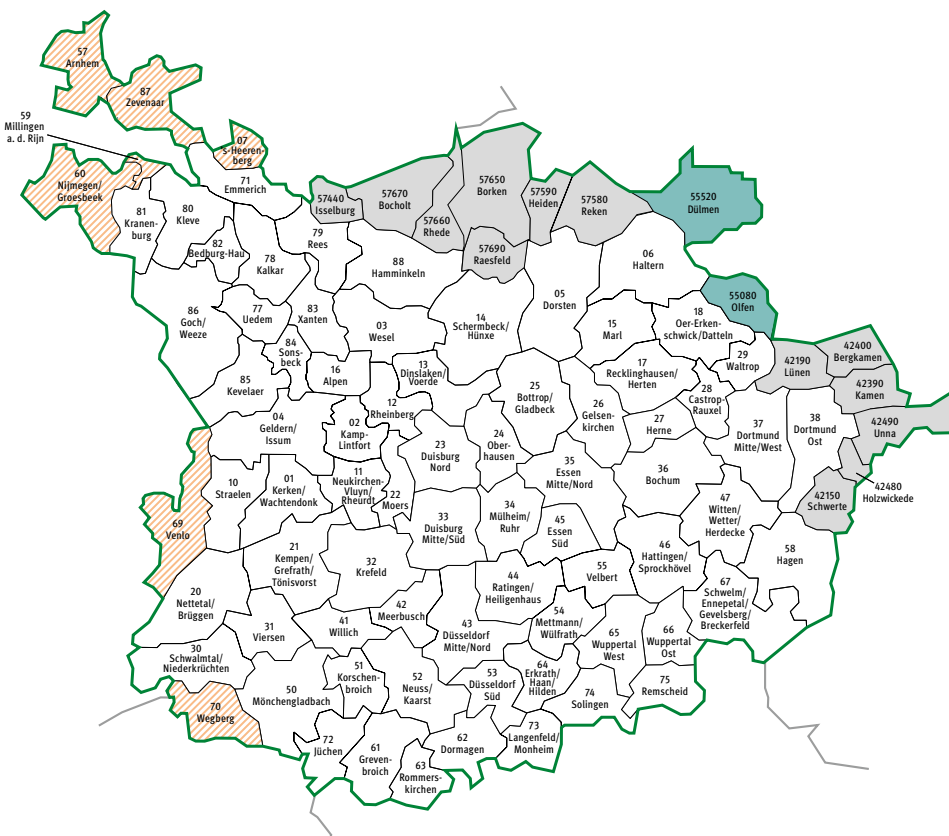 57
Arnhem
87
Zevenaar
59
Millingen
a. d. Rijn
07
's-Heeren-
berg
60
Nijmegen/
Groesbeek
71
Emmerich
57440
Isselburg
57670
Bocholt
57660
Rhede
57650
Borken
57590
Heiden
57580
Reken
55520
Dülmen
57690
Raesfeld
81
Kranen-
burg
80
Kleve
82
Bedburg-Hau
78
Kalkar
79
Rees
88
Hamminkeln
06
Haltern
05
Dorsten
55080
Olfen
86
Goch/
Weeze
77
Uedem
83
Xanten
03
Wesel
14
Schermbeck/
Hünxe
15
Marl
18
Oer-Erken-
schwick/Datteln
29
Waltrop
42190
Lünen
42400
Bergkamen
42390
Kamen
42490
Unna
42480
Holzwickede
42150
Schwerte
84
Sons-
beck
16
Alpen
13
Dinslaken/
Voerde
85
Kevelaer
04
Geldern/
Issum
02
Kamp-
Lintfort
12
Rheinberg
25
Bottrop/
Gladbeck
17
Recklinghausen/
Herten
26
Gelsen-
kirchen
28
Castrop-
Rauxel
27
Herne
37
Dortmund
Mitte/West
38
Dortmund
Ost
23
Duisburg
Nord
24
Ober-
hausen
10
Straelen
01
Kerken/
Wachtendonk
11
Neukirchen-
Vluyn/
Rheurdt
22
Moers
35
Essen
Mitte/Nord
36
Bochum
69
Venlo
33
Duisburg
Mitte/Süd
34
Mülheim/
Ruhr
45
Essen
Süd
47
Witten/
Wetter/
Herdecke
21
Kempen/
Grefrath/
Tönisvorst
32
Krefeld
46
Hattingen/
Sprockhövel
58
Hagen
20
Nettetal/
Brüggen
44
Ratingen/
Heiligenhaus
55
Velbert
67
Schwelm/
Ennepetal/
Gevelsberg/
Breckerfeld
31
Viersen
41
Willich
42
Meerbusch
43
Düsseldorf
Mitte/Nord
54
Mettmann/
Wülfrath
65
Wuppertal
West
66
Wuppertal
Ost
30
Schwalmtal/
Niederkrüchten
51
Korschen-
broich
52
Neuss/
Kaarst
53
Düsseldorf
Süd
64
Erkrath/
Haan/
Hilden
74
Solingen
75
Remscheid
70
Wegberg
50
Mönchengladbach
72
Jüchen
61
Greven-
broich
63
Rommers-
kirchen
62
Dormagen
73
Langenfeld/
Monheim